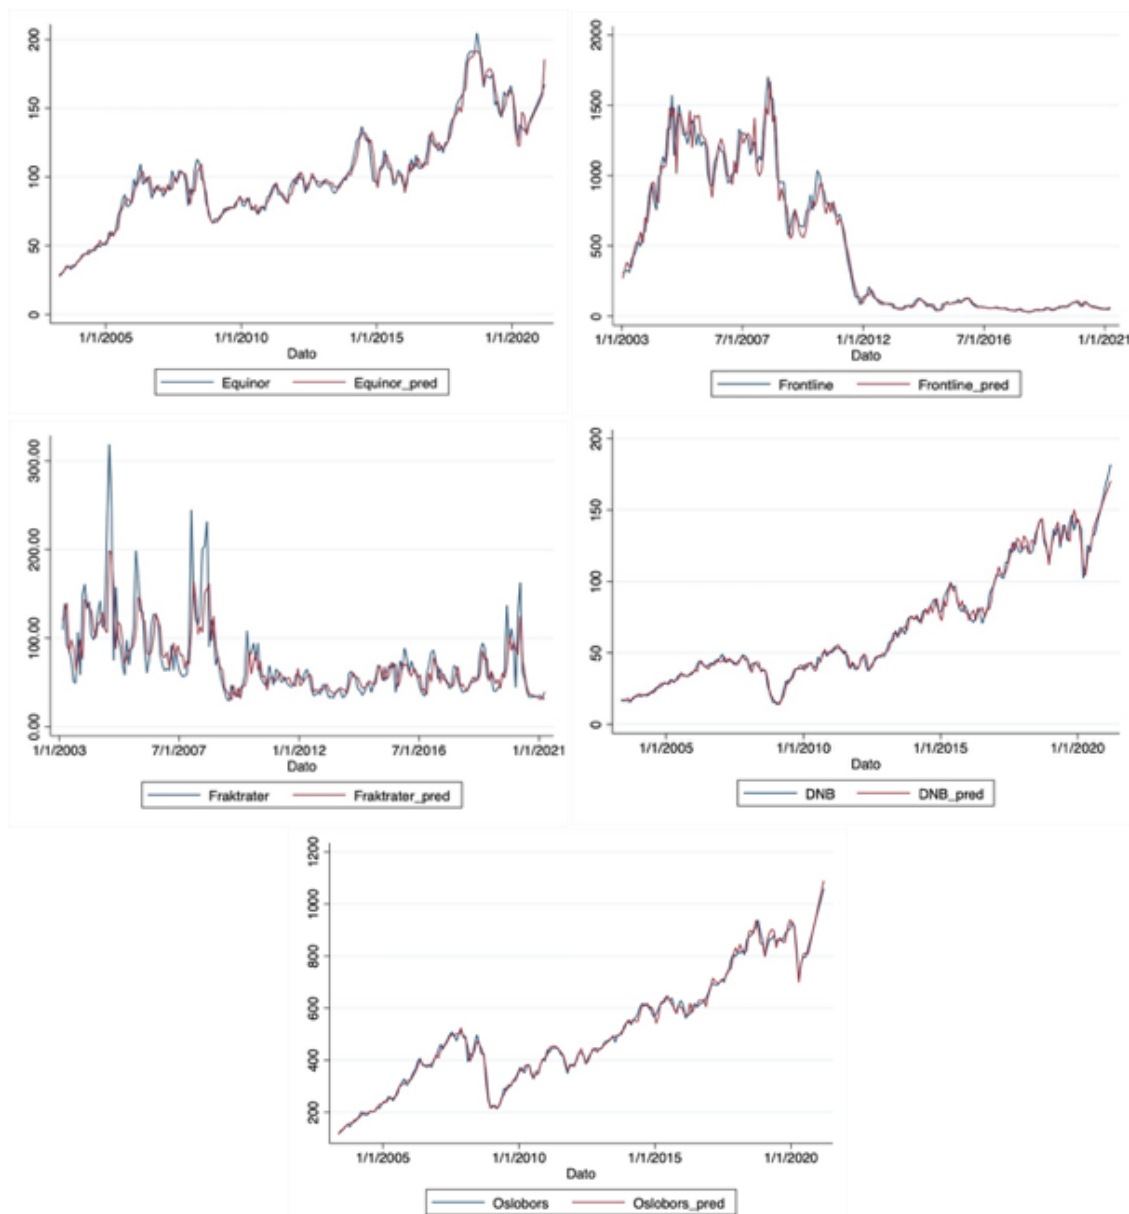 200
150
100
50
0
1/1/2005 1/1/2010 1/1/2015 1/1/2020
Dato
Equinor Equinor_pred
2000
1500
1000
500
0
1/1/2003 7/1/2007 1/1/2012 7/1/2016 1/1/2021
Dato
Frontline Frontline_pred
300.00
200.00
100.00
0.00
1/1/2003 7/1/2007 1/1/2012 7/1/2016 1/1/2021
Dato
Fraktrater Fraktrater_pred
200
150
100
50
0
1/1/2005 1/1/2010 1/1/2015 1/1/2020
Dato
DNB DNB_pred
1200
1000
800
600
400
200
1/1/2005 1/1/2010 1/1/2015 1/1/2020
Dato
Oslobors Oslobors_pred